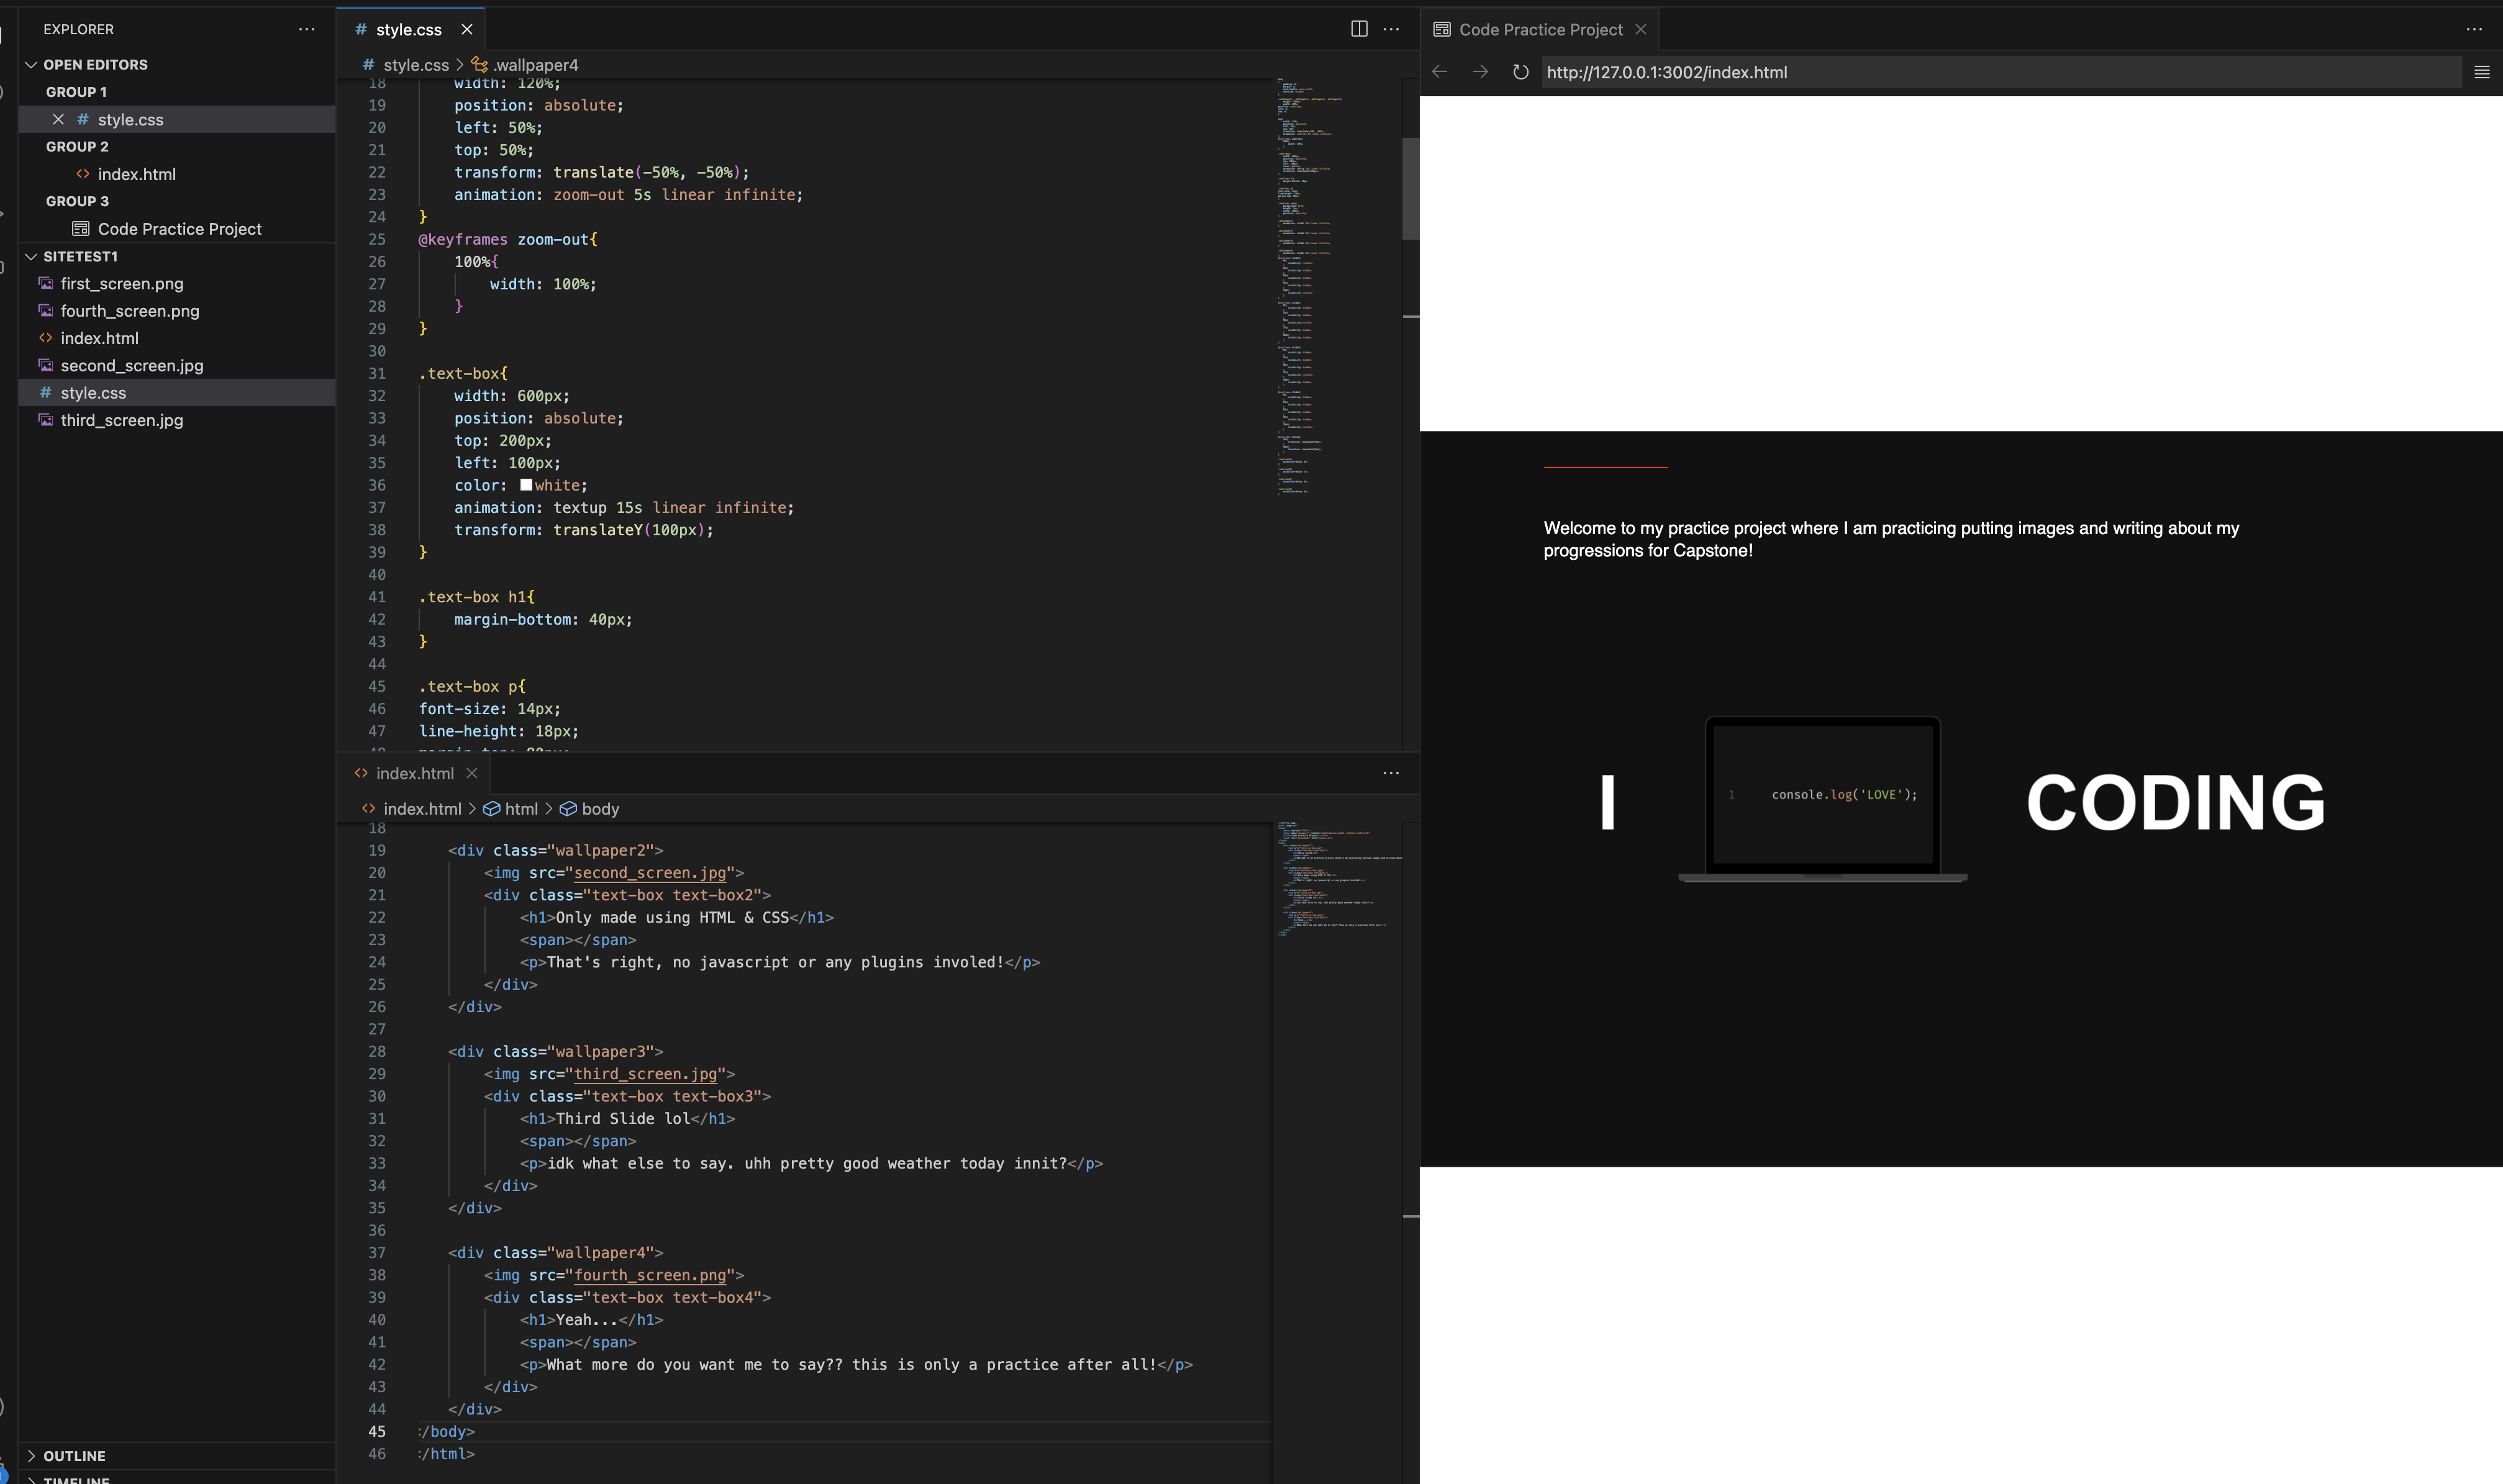 EXPLORER
OPEN EDITORS
GROUP 1
style.css
GROUP 2
index.html
GROUP 3
Code Practice Project
SITETEST1
first_screen.png
fourth_screen.png
index.html
second_screen.jpg
style.css
third_screen.jpg
OUTLINE
TIMELINE
style.css
style.css > .wallpaper4
18 width: 120%;
19 position: absolute;
20 left: 50%;
21 top: 50%;
22 transform: translate(-50%, -50%);
23 animation: zoom-out 5s linear infinite;
24 }
25 @keyframes zoom-out{
26 100%{
27 width: 100%;
28 }
29 }
30
31 .text-box{
32 width: 600px;
33 position: absolute;
34 top: 200px;
35 left: 100px;
36 color: white;
37 animation: textup 15s linear infinite;
38 transform: translateY(100px);
39 }
40
41 .text-box h1{
42 margin-bottom: 40px;
43 }
44
45 .text-box p{
46 font-size: 14px;
47 line-height: 18px;
index.html
index.html > html > body
18
19 <div class="wallpaper2">
20 <img src="second_screen.jpg">
21 <div class="text-box text-box2">
22 <h1>Only made using HTML & CSS</h1>
23 <span></span>
24 <p>That's right, no javascript or any plugins involed!</p>
25 </div>
26 </div>
27
28 <div class="wallpaper3">
29 <img src="third_screen.jpg">
30 <div class="text-box text-box3">
31 <h1>Third Slide lol</h1>
32 <span></span>
33 <p>idk what else to say. uhh pretty good weather today innit?</p>
34 </div>
35 </div>
36
37 <div class="wallpaper4">
38 <img src="fourth_screen.png">
39 <div class="text-box text-box4">
40 <h1>Yeah...</h1>
41 <span></span>
42 <p>What more do you want me to say?? this is only a practice after all!</p>
43 </div>
44 </div>
45 /body>
46 /html>
Code Practice Project
http://127.0.0.1:3002/index.html
Welcome to my practice project where I am practicing putting images and writing about my
progressions for Capstone!
I
1 console.log('LOVE');
CODING